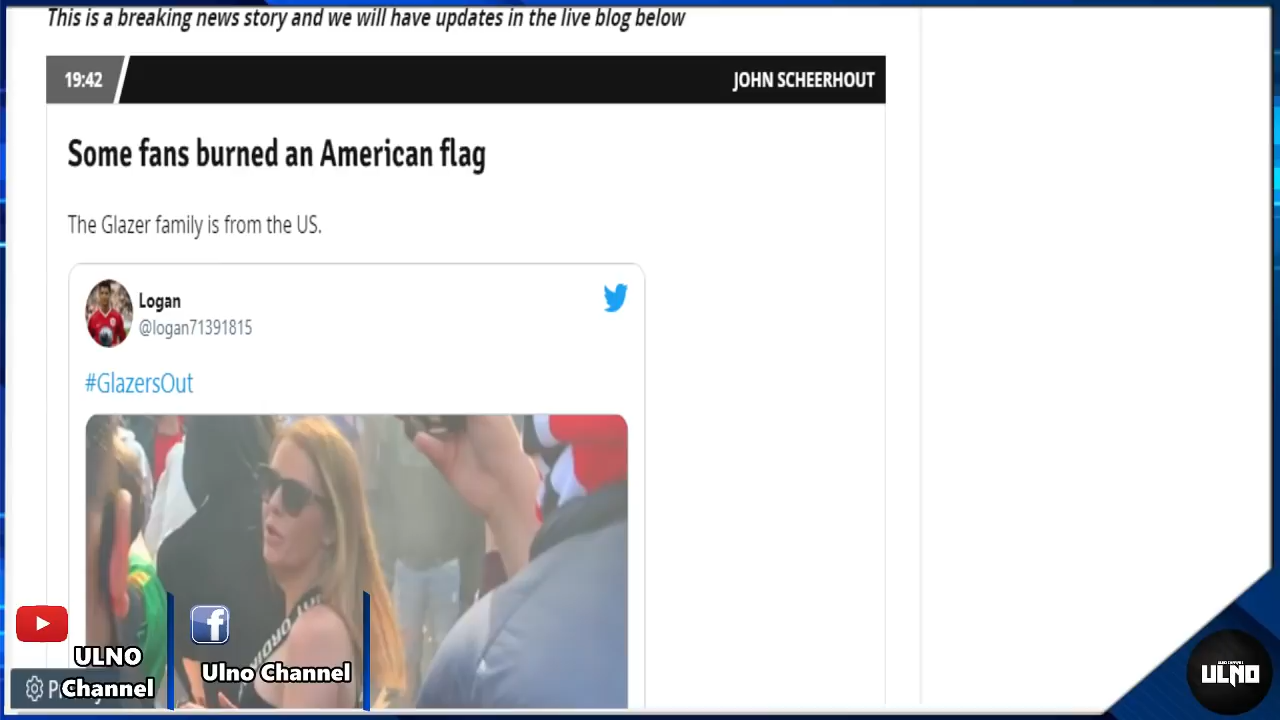 This is a breaking news story and we will have updates in the live blog below
19:42
JOHN SCHEERHOUT
Some fans burned an American flag
The Glazer family is from the US.
Logan
@logan71391815
#GlazersOut
ULNO
Channel
Ulno Channel
ULNO